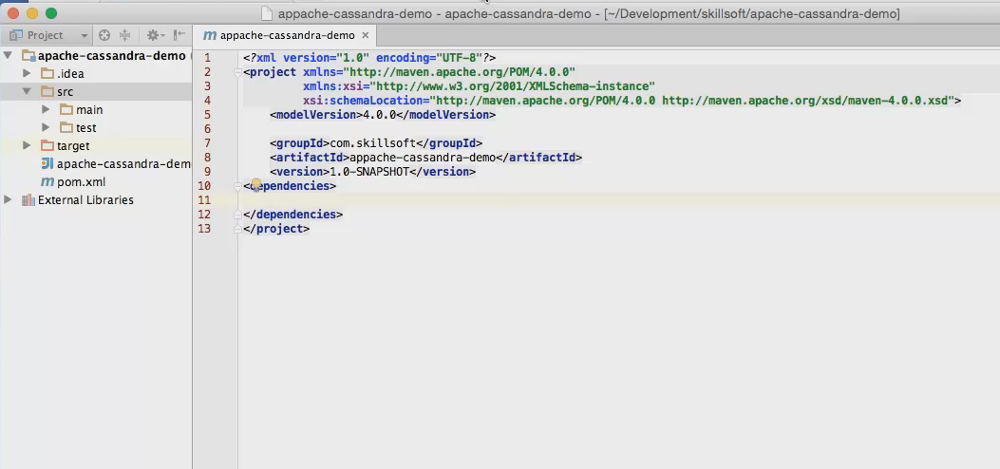 appache-cassandra-demo - apache-cassandra-demo - [~/Development/skillsoft/apache-cassandra-demo]
Project
appache-cassandra-demo
apache-cassandra-demo
.idea
src
main
test
target
apache-cassandra-dem
pom.xml
External Libraries
1 <?xml version="1.0" encoding="UTF-8"?>
2 <project xmlns="http://maven.apache.org/POM/4.0.0"
3 xmlns:xsi="http://www.w3.org/2001/XMLSchema-instance"
4 xsi:schemaLocation="http://maven.apache.org/POM/4.0.0 http://maven.apache.org/xsd/maven-4.0.0.xsd">
5 <modelVersion>4.0.0</modelVersion>
6
7 <groupId>com.skillsoft</groupId>
8 <artifactId>appache-cassandra-demo</artifactId>
9 <version>1.0-SNAPSHOT</version>
10 <dependencies>
11
12 </dependencies>
13 </project>